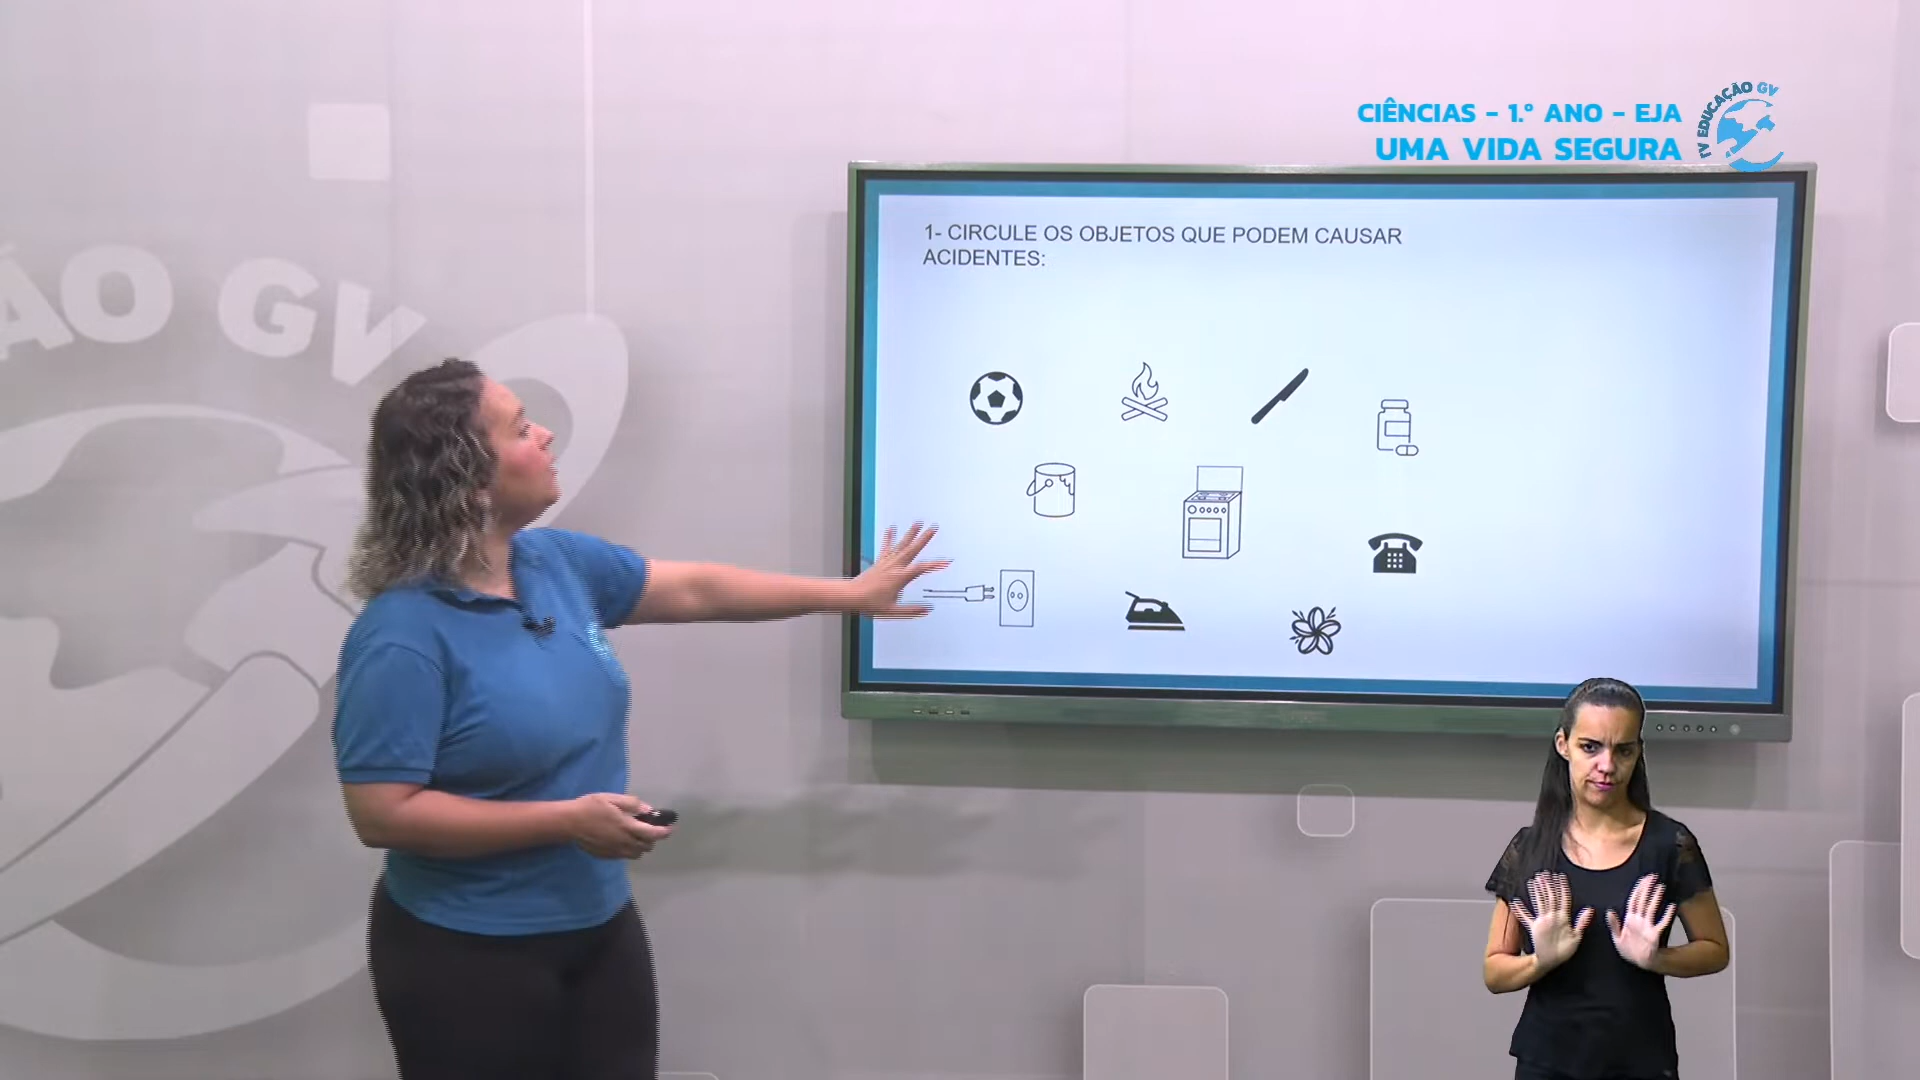 CIÊNCIAS - 1.º ANO - EJA
UMA VIDA SEGURA
TV EDUCAÇÃO GV
1- CIRCULE OS OBJETOS QUE PODEM CAUSAR
ACIDENTES:
ÃO GV